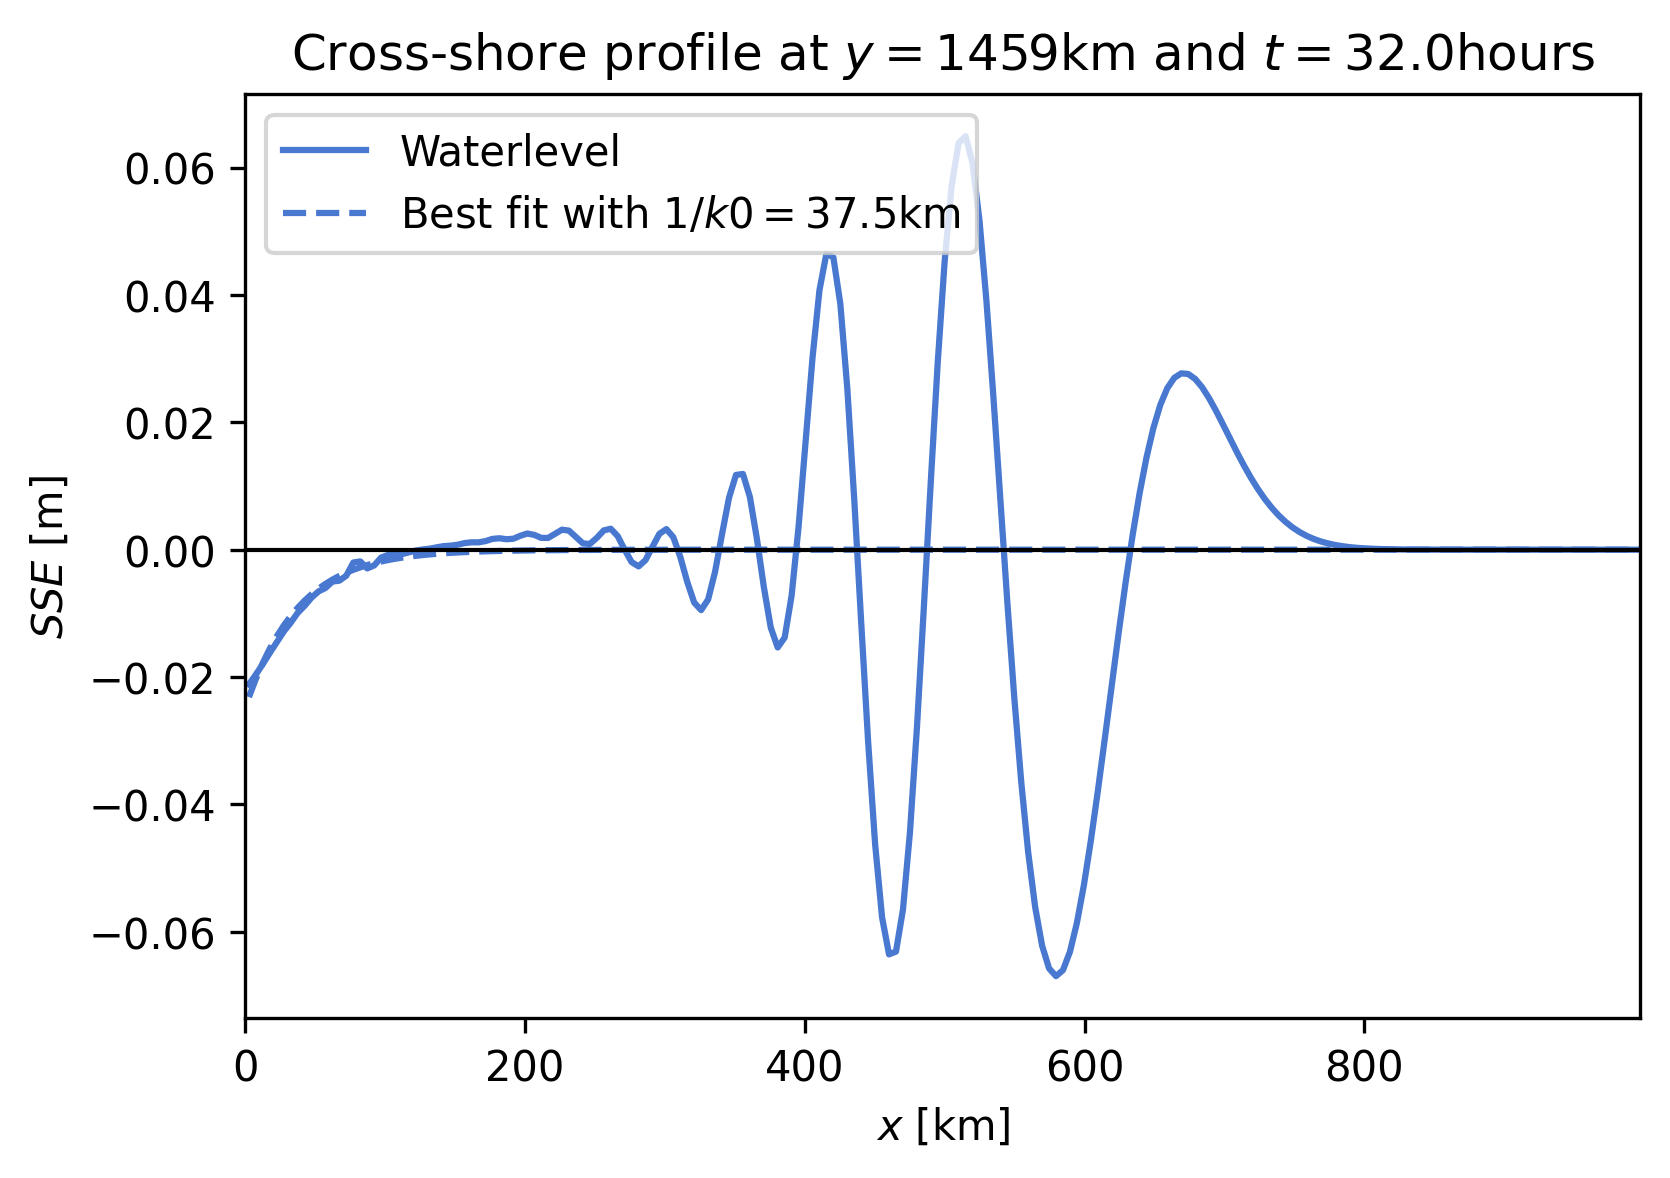 Cross-shore profile at y = 1459km and t = 32.0hours
Waterlevel
Best fit with 1/k0 = 37.5km
0.06
0.04
0.02
0.00
−0.02
−0.04
−0.06
SSE [m]
0 200 400 600 800
x [km]